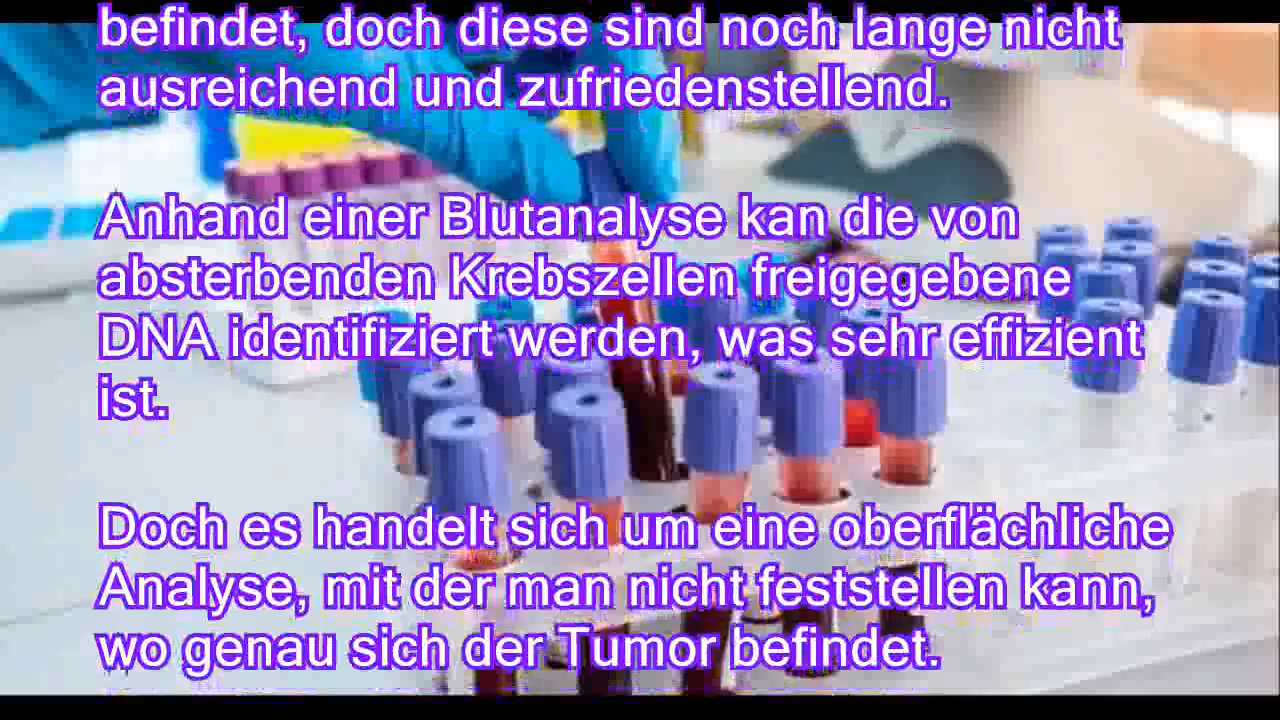 befindet, doch diese sind noch lange nicht
ausreichend und zufriedenstellend.
Anhand einer Blutanalyse kan die von
absterbenden Krebszellen freigegebene
DNA identifiziert werden, was sehr effizient
ist.
Doch es handelt sich um eine oberflächliche
Analyse, mit der man nicht feststellen kann,
wo genau sich der Tumor befindet.